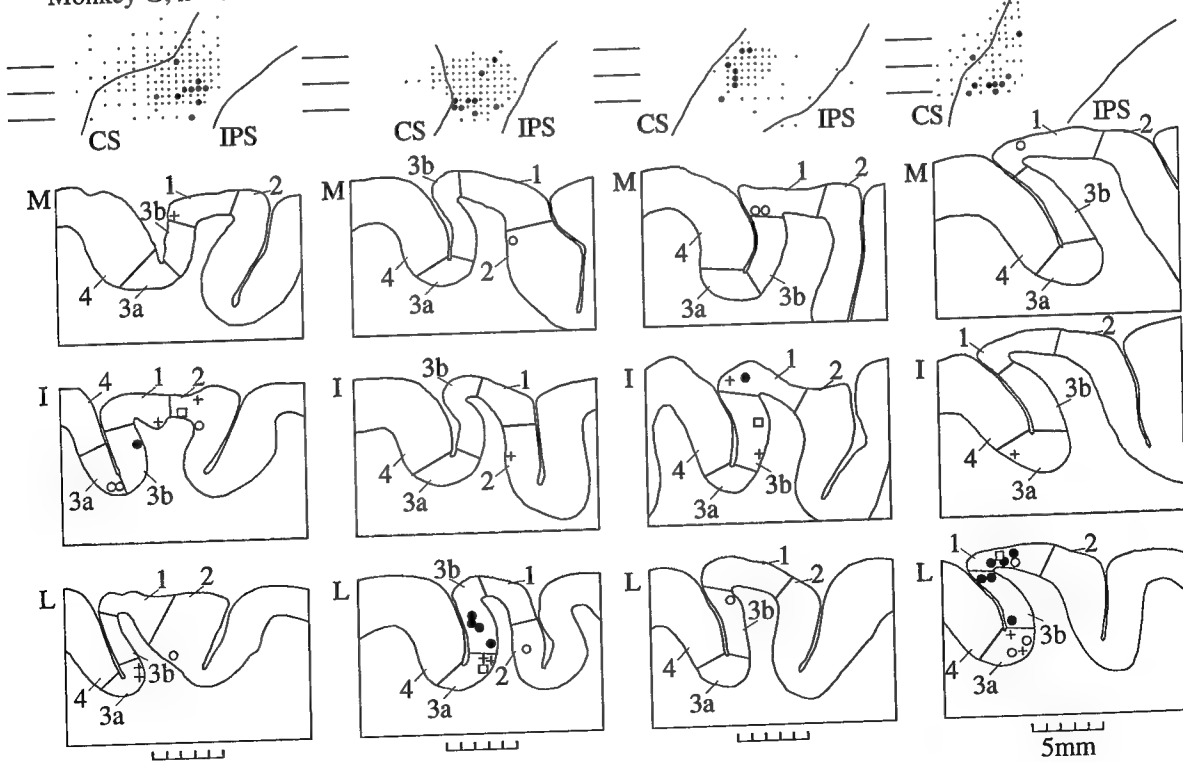 CS IPS CS IPS CS IPS CS IPS
M 1 2 3b 4 3a
M 3b 1 4 2 3a
M 1 2 4 3a 3b
M 1 2 3b 4 3a
I 4 1 2 3a 3b
I 3b 1 4 2 3a
I 1 2 4 3a 3b
I 1 2 3b 4 3a
L 1 2 3b 4 3a
L 3b 1 4 2 3a
L 1 2 3b 4 3a
L 1 2 3b 4 3a
5mm